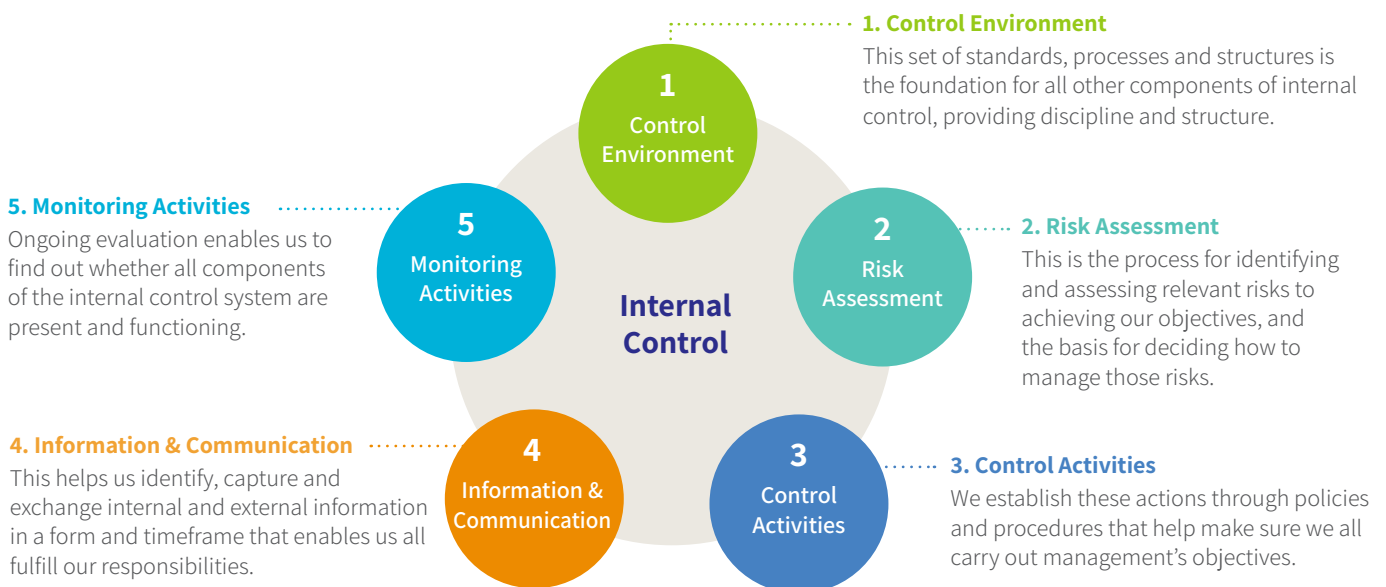 1. Control Environment
This set of standards, processes and structures is
the foundation for all other components of internal
control, providing discipline and structure.
1
Control
Environment
5. Monitoring Activities
Ongoing evaluation enables us to
find out whether all components
of the internal control system are
present and functioning.
5
Monitoring
Activities
2
Risk
Assessment
2. Risk Assessment
This is the process for identifying
and assessing relevant risks to
achieving our objectives, and
the basis for deciding how to
manage those risks.
Internal
Control
4. Information & Communication
This helps us identify, capture and
exchange internal and external information
in a form and timeframe that enables us all
fulfill our responsibilities.
4
Information &
Communication
3
Control
Activities
3. Control Activities
We establish these actions through policies
and procedures that help make sure we all
carry out management’s objectives.